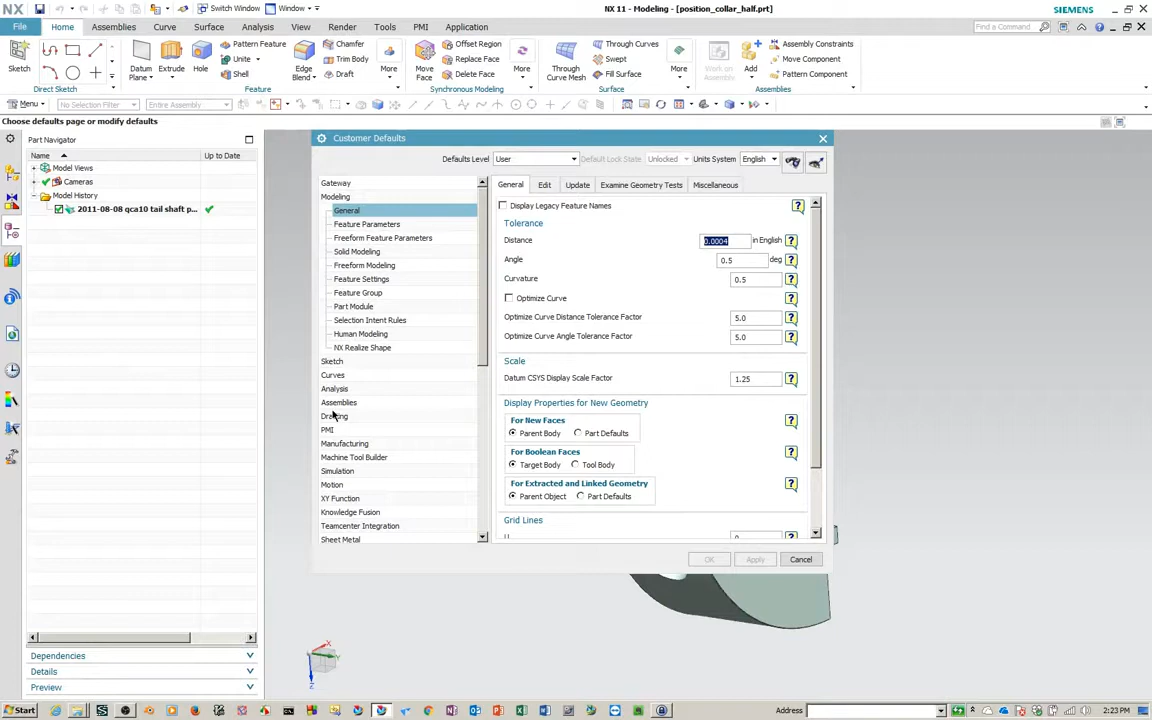 NX
Switch Window
Window
NX 11 - Modeling - [position_collar_half.prt]
SIEMENS
File
Home
Assemblies
Curve
Surface
Analysis
View
Render
Tools
PMI
Application
Find a Command
Sketch
Direct Sketch
Datum Plane
Extrude
Hole
Pattern Feature
Unite
Shell
Edge Blend
Chamfer
Trim Body
Draft
More
Feature
Move Face
Offset Region
Replace Face
Delete Face
More
Synchronous Modeling
Through Curve Mesh
Through Curves
Swept
Fill Surface
More
Surface
Work on Assembly
Add
Assembly Constraints
Move Component
Pattern Component
Assemblies
Menu
No Selection Filter
Entire Assembly
Choose defaults page or modify defaults
Part Navigator
Name
Up to Date
Model Views
Cameras
Model History
2011-08-08 qca10 tail shaft p...
Dependencies
Details
Preview
Customer Defaults
Defaults Level
User
Default Lock State
Unlocked
Units System
English
Gateway
Modeling
General
Feature Parameters
Freeform Feature Parameters
Solid Modeling
Freeform Modeling
Feature Settings
Feature Group
Part Module
Selection Intent Rules
Human Modeling
NX Realize Shape
Sketch
Curves
Analysis
Assemblies
Drafting
PMI
Manufacturing
Machine Tool Builder
Simulation
Motion
XY Function
Knowledge Fusion
Teamcenter Integration
Sheet Metal
General
Edit
Update
Examine Geometry Tests
Miscellaneous
Display Legacy Feature Names
Tolerance
Distance 0.0004 in English
Angle 0.5 deg
Curvature 0.5
Optimize Curve
Optimize Curve Distance Tolerance Factor 5.0
Optimize Curve Angle Tolerance Factor 5.0
Scale
Datum CSYS Display Scale Factor 1.25
Display Properties for New Geometry
For New Faces
Parent Body Part Defaults
For Boolean Faces
Target Body Tool Body
For Extracted and Linked Geometry
Parent Object Part Defaults
Grid Lines
OK
Apply
Cancel
X
Y
Z
Start
Address
2:23 PM